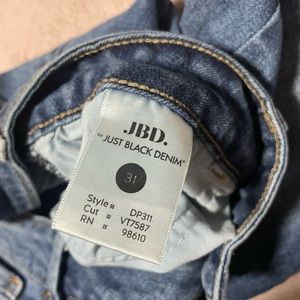 JBD.
BY JUST BLACK DENIM
31
Style # DP311
Cut # VT7587
RN # 98610